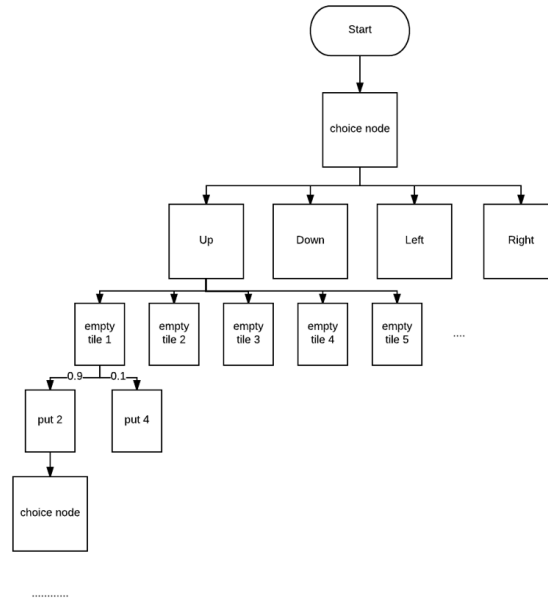 Start
choice node
Up
Down
Left
Right
empty
tile 1
empty
tile 2
empty
tile 3
empty
tile 4
empty
tile 5
....
0.9
0.1
put 2
put 4
choice node
............